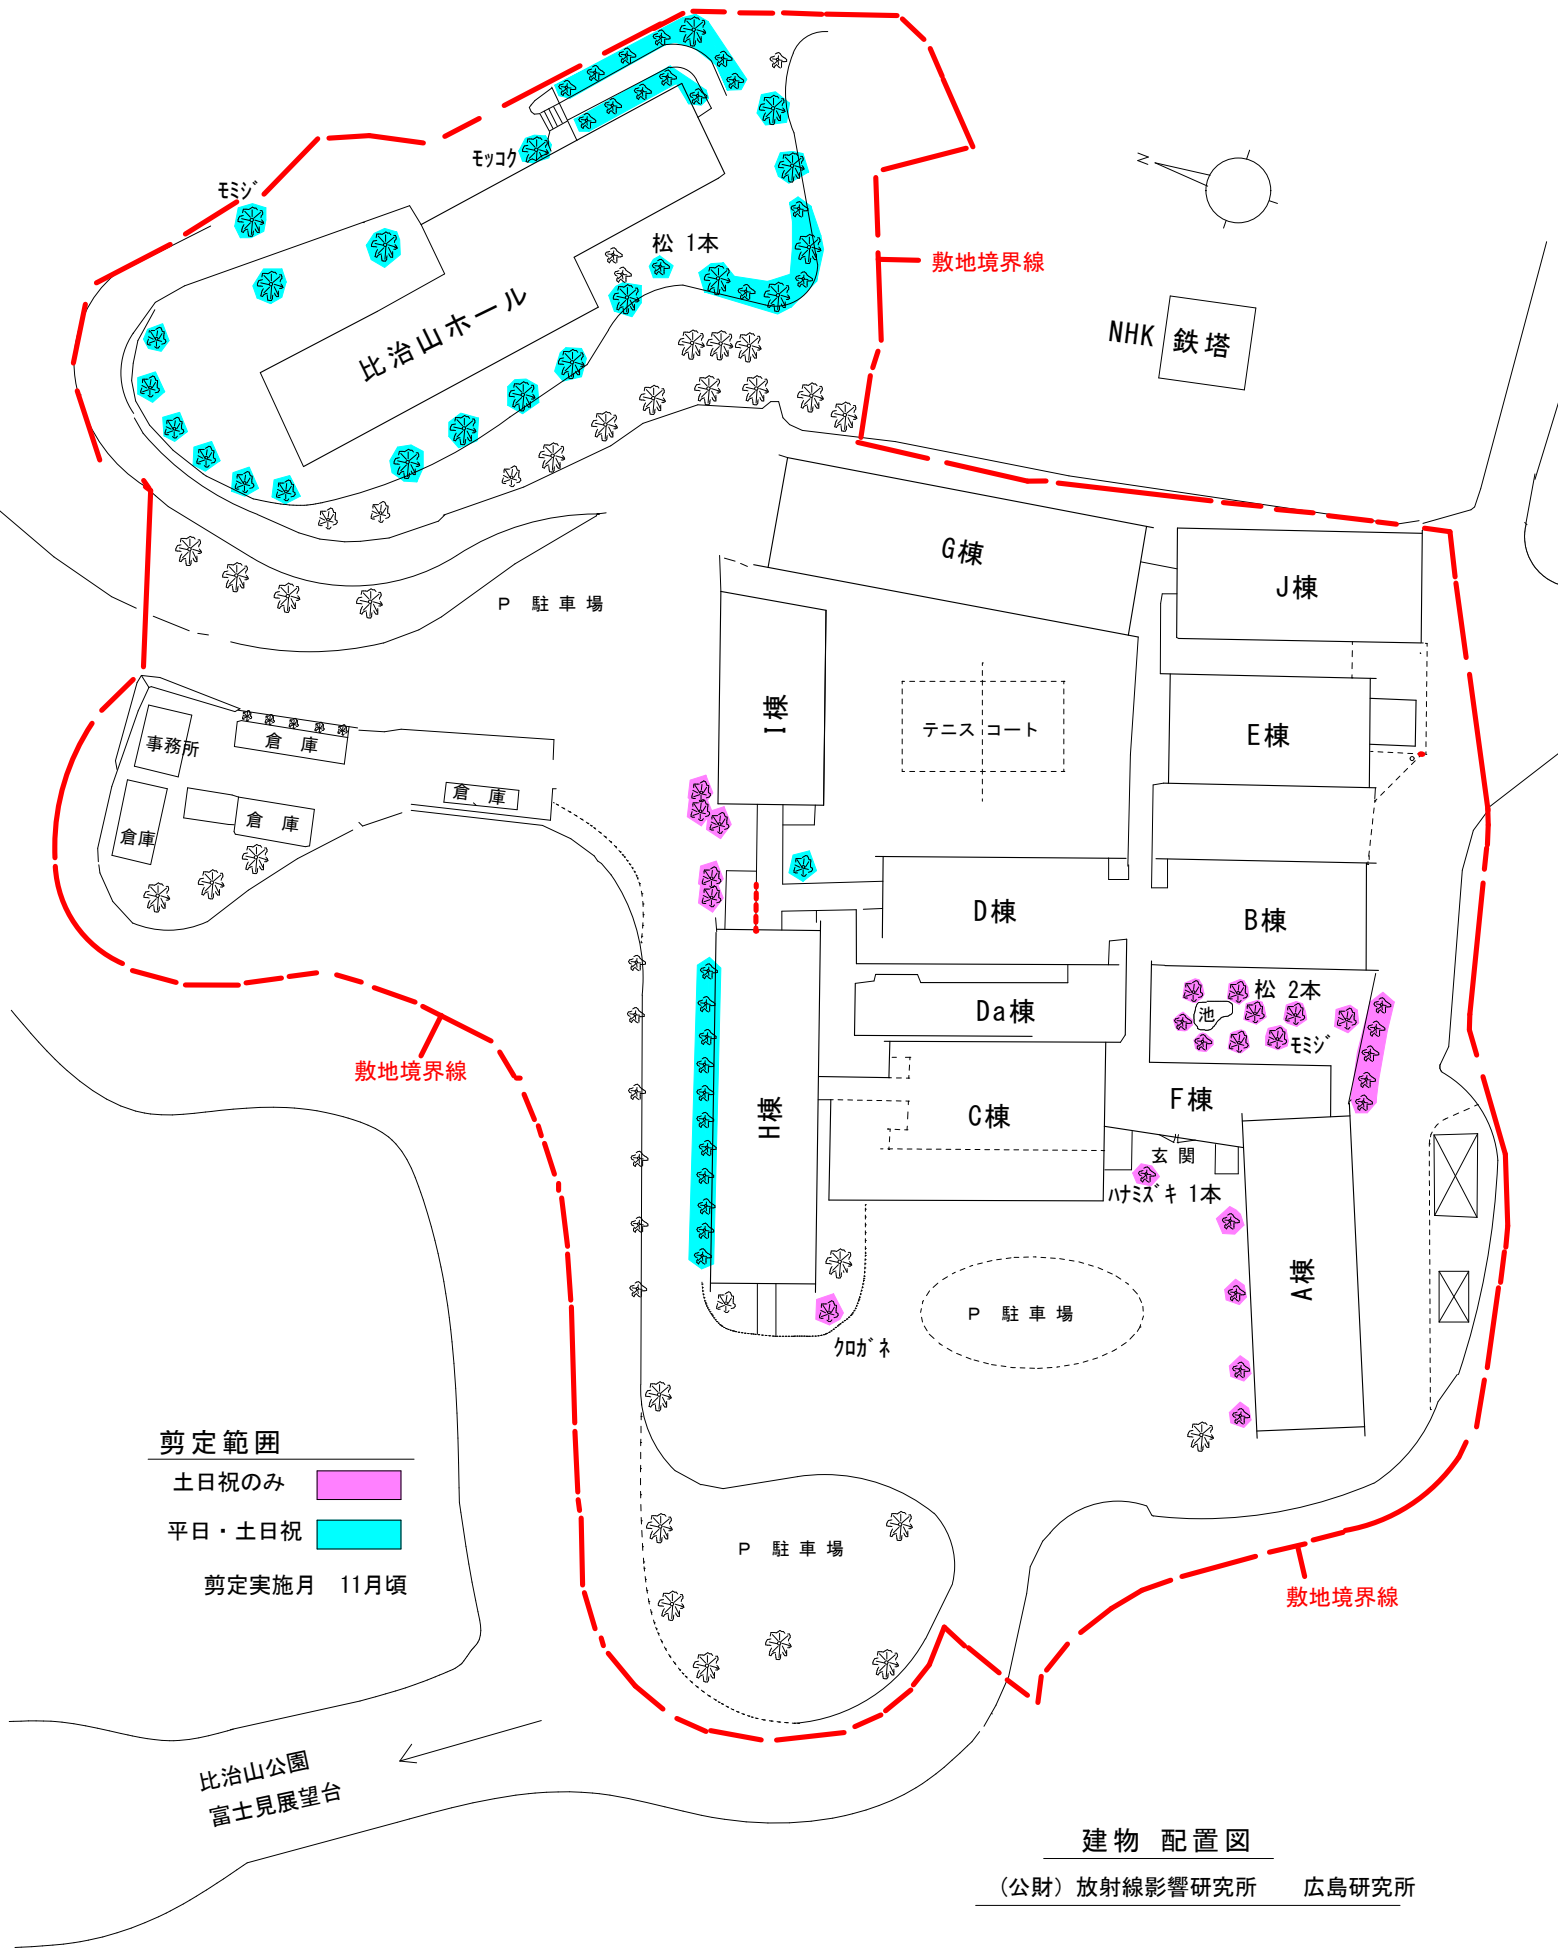 モッコク
モミジ
松 1本
敷地境界線
N
比治山ホール
NHK 鉄塔
G棟
J棟
P 駐車場
I棟
テニス コート
E棟
事務所
倉 庫
倉 庫
倉庫
倉 庫
D棟
B棟
松 2本
池
Da棟
モミジ
敷地境界線
H棟
C棟
F棟
玄関
ハナミズキ 1本
A棟
P 駐車場
クロガネ
剪定範囲
土日祝のみ
平日・土日祝
剪定実施月 11月頃
P 駐車場
敷地境界線
比治山公園
富士見展望台
建物 配置図
(公財)放射線影響研究所 広島研究所